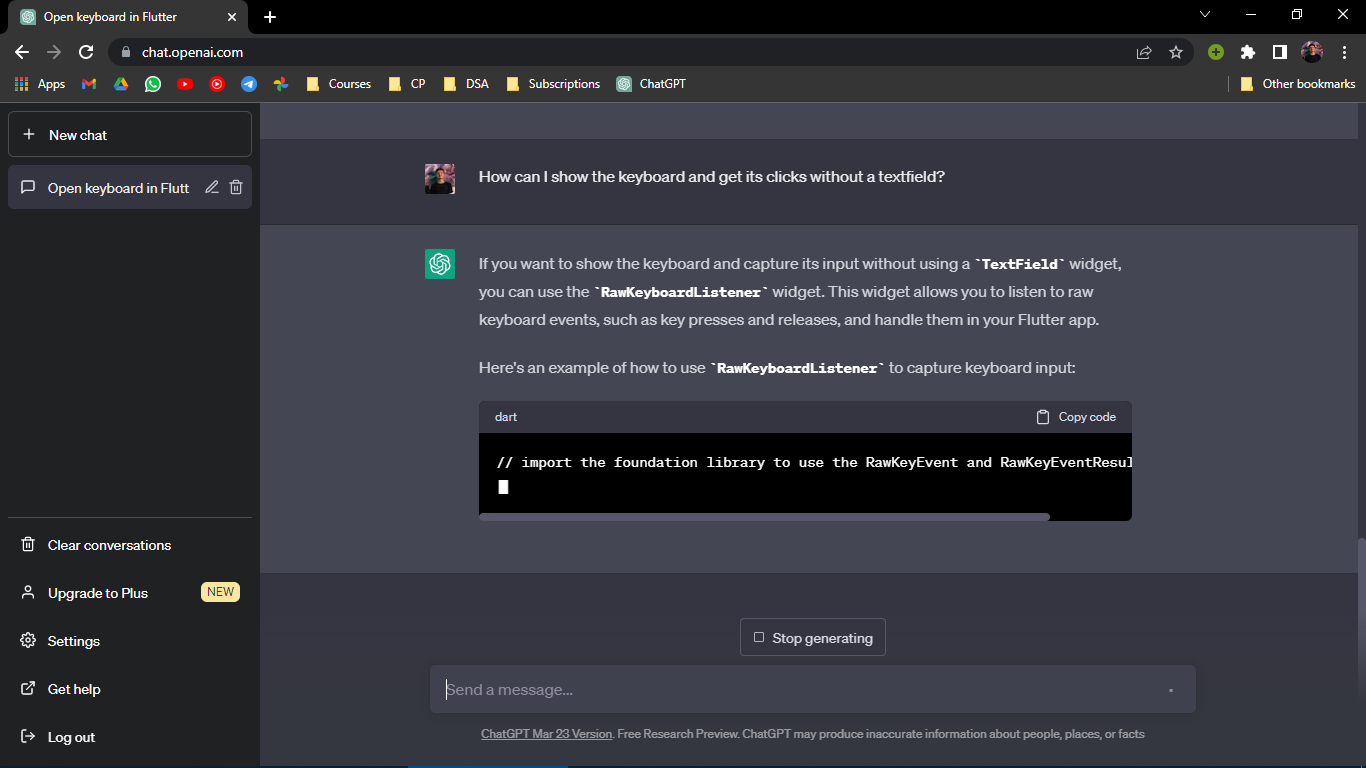 Open keyboard in Flutter
chat.openai.com
Apps
Courses
CP
DSA
Subscriptions
ChatGPT
Other bookmarks
New chat
Open keyboard in Flutt
Clear conversations
Upgrade to Plus
NEW
Settings
Get help
Log out
How can I show the keyboard and get its clicks without a textfield?
If you want to show the keyboard and capture its input without using a `TextField` widget,
you can use the `RawKeyboardListener` widget. This widget allows you to listen to raw
keyboard events, such as key presses and releases, and handle them in your Flutter app.
Here's an example of how to use `RawKeyboardListener` to capture keyboard input:
dart
Copy code
// import the foundation library to use the RawKeyEvent and RawKeyEventResul
Stop generating
Send a message...
ChatGPT Mar 23 Version. Free Research Preview. ChatGPT may produce inaccurate information about people, places, or facts